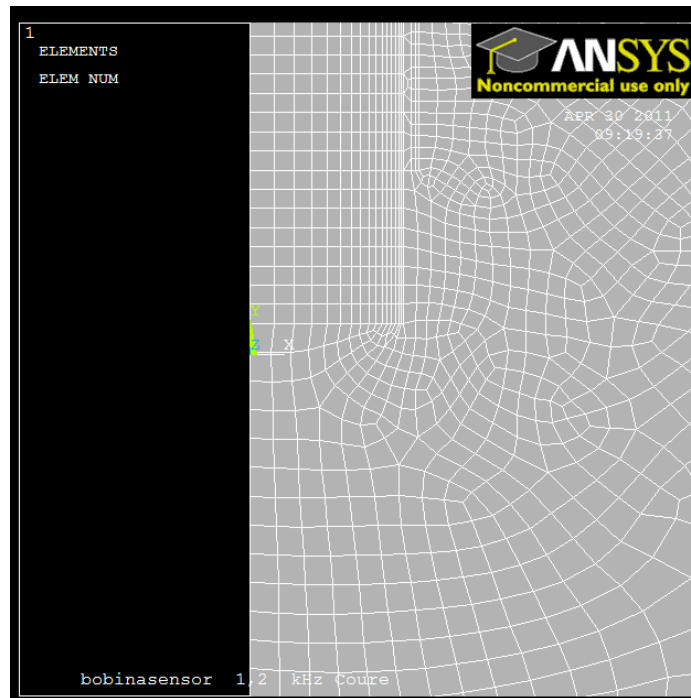 1
ELEMENTS
ELEM NUM
ANSYS
Noncommercial use only
APR 30 2011
09:19:37
Y
Z X
bobinasensor 1,2 kHz Coure